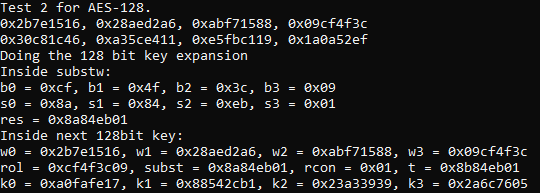 Test 2 for AES-128.
0x2b7e1516, 0x28aed2a6, 0xabf71588, 0x09cf4f3c
0x30c81c46, 0xa35ce411, 0xe5fbc119, 0x1a0a52ef
Doing the 128 bit key expansion
Inside substw:
b0 = 0xcf, b1 = 0x4f, b2 = 0x3c, b3 = 0x09
s0 = 0x8a, s1 = 0x84, s2 = 0xeb, s3 = 0x01
res = 0x8a84eb01
Inside next 128bit key:
w0 = 0x2b7e1516, w1 = 0x28aed2a6, w2 = 0xabf71588, w3 = 0x09cf4f3c
rol = 0xcf4f3c09, subst = 0x8a84eb01, rcon = 0x01, t = 0x8b84eb01
k0 = 0xa0fafe17, k1 = 0x88542cb1, k2 = 0x23a33939, k3 = 0x2a6c7605